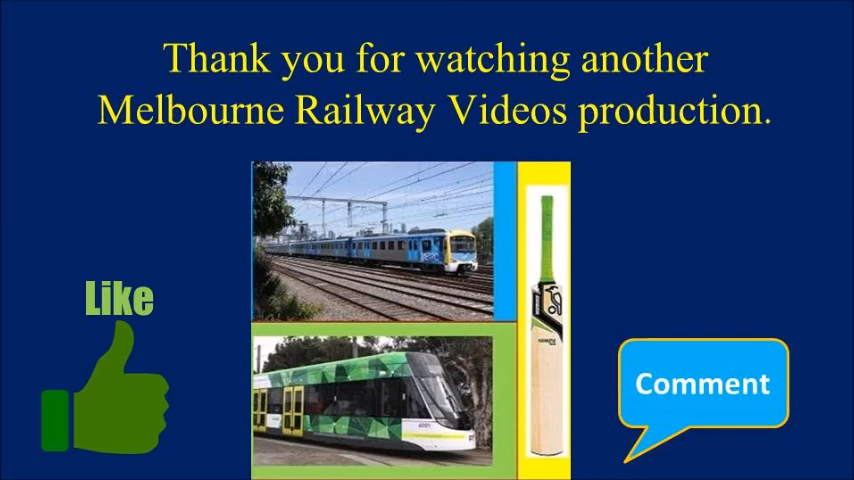 Thank you for watching another
Melbourne Railway Videos production.
Like
Comment